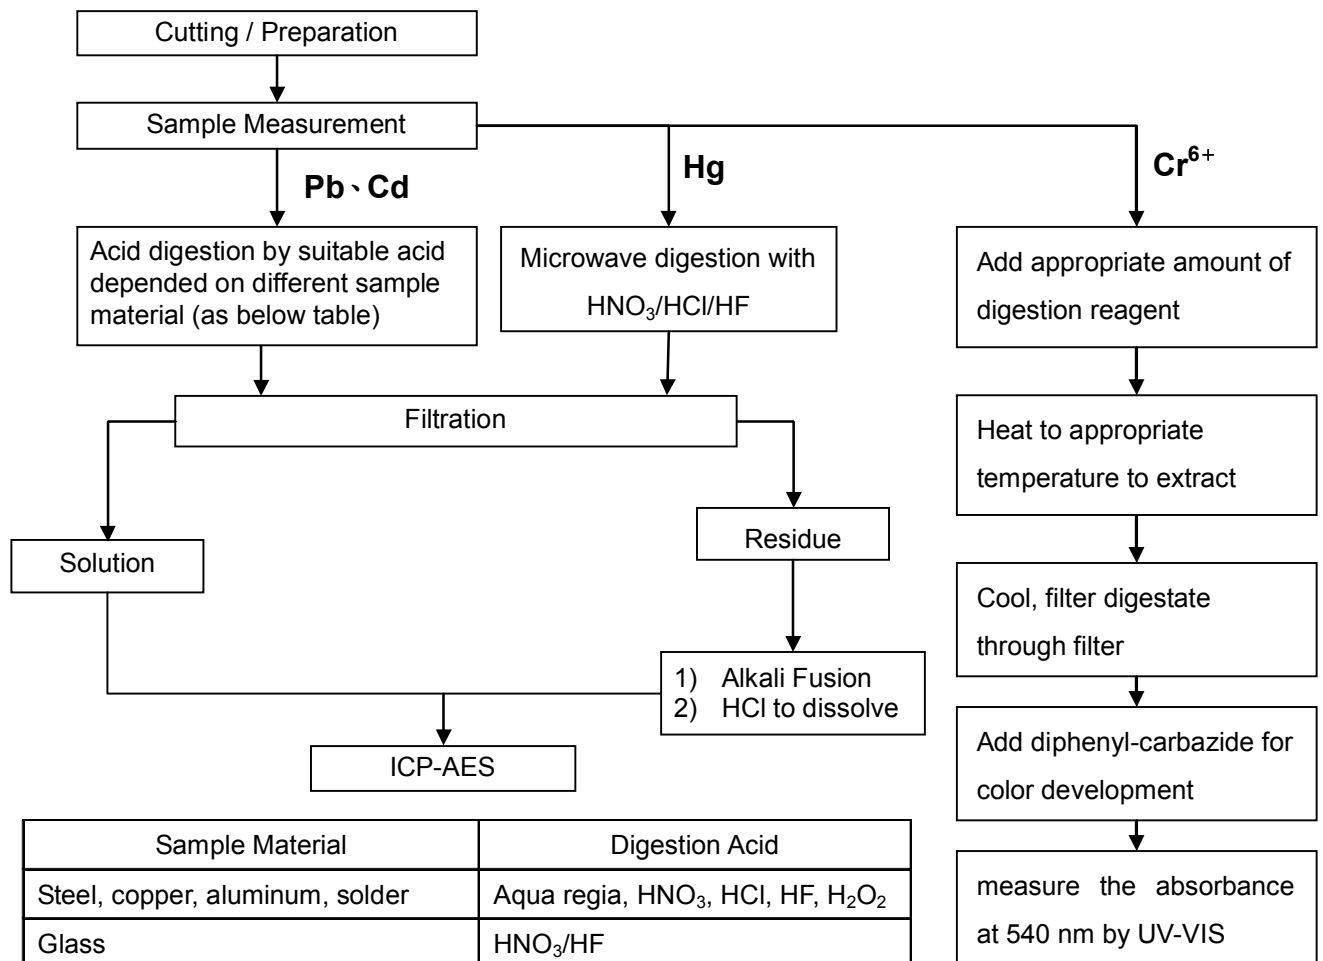 Cutting / Preparation
Sample Measurement
Pb、Cd
Hg
Cr⁶⁺
Acid digestion by suitable acid
depended on different sample
material (as below table)
Microwave digestion with
HNO₃/HCl/HF
Add appropriate amount of
digestion reagent
Filtration
Heat to appropriate
temperature to extract
Solution
Residue
Cool, filter digestate
through filter
1) Alkali Fusion
2) HCl to dissolve
ICP-AES
Add diphenyl-carbazide for
color development
Sample Material Digestion Acid
Steel, copper, aluminum, solder Aqua regia, HNO₃, HCl, HF, H₂O₂
Glass HNO₃/HF
measure the absorbance
at 540 nm by UV-VIS